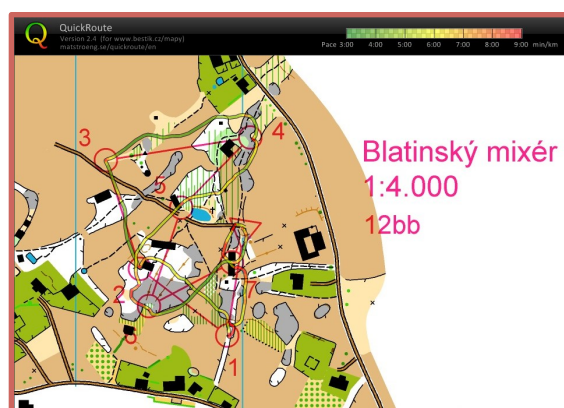 QuickRoute
Version 2.4 (for www.bestik.cz/mapy)
matstroeng.se/quickroute/en
Pace 3:00 4:00 5:00 6:00 7:00 8:00 9:00 min/km
3
4
Blatinský mixér
1:4.000
5
12bb
2
7
1